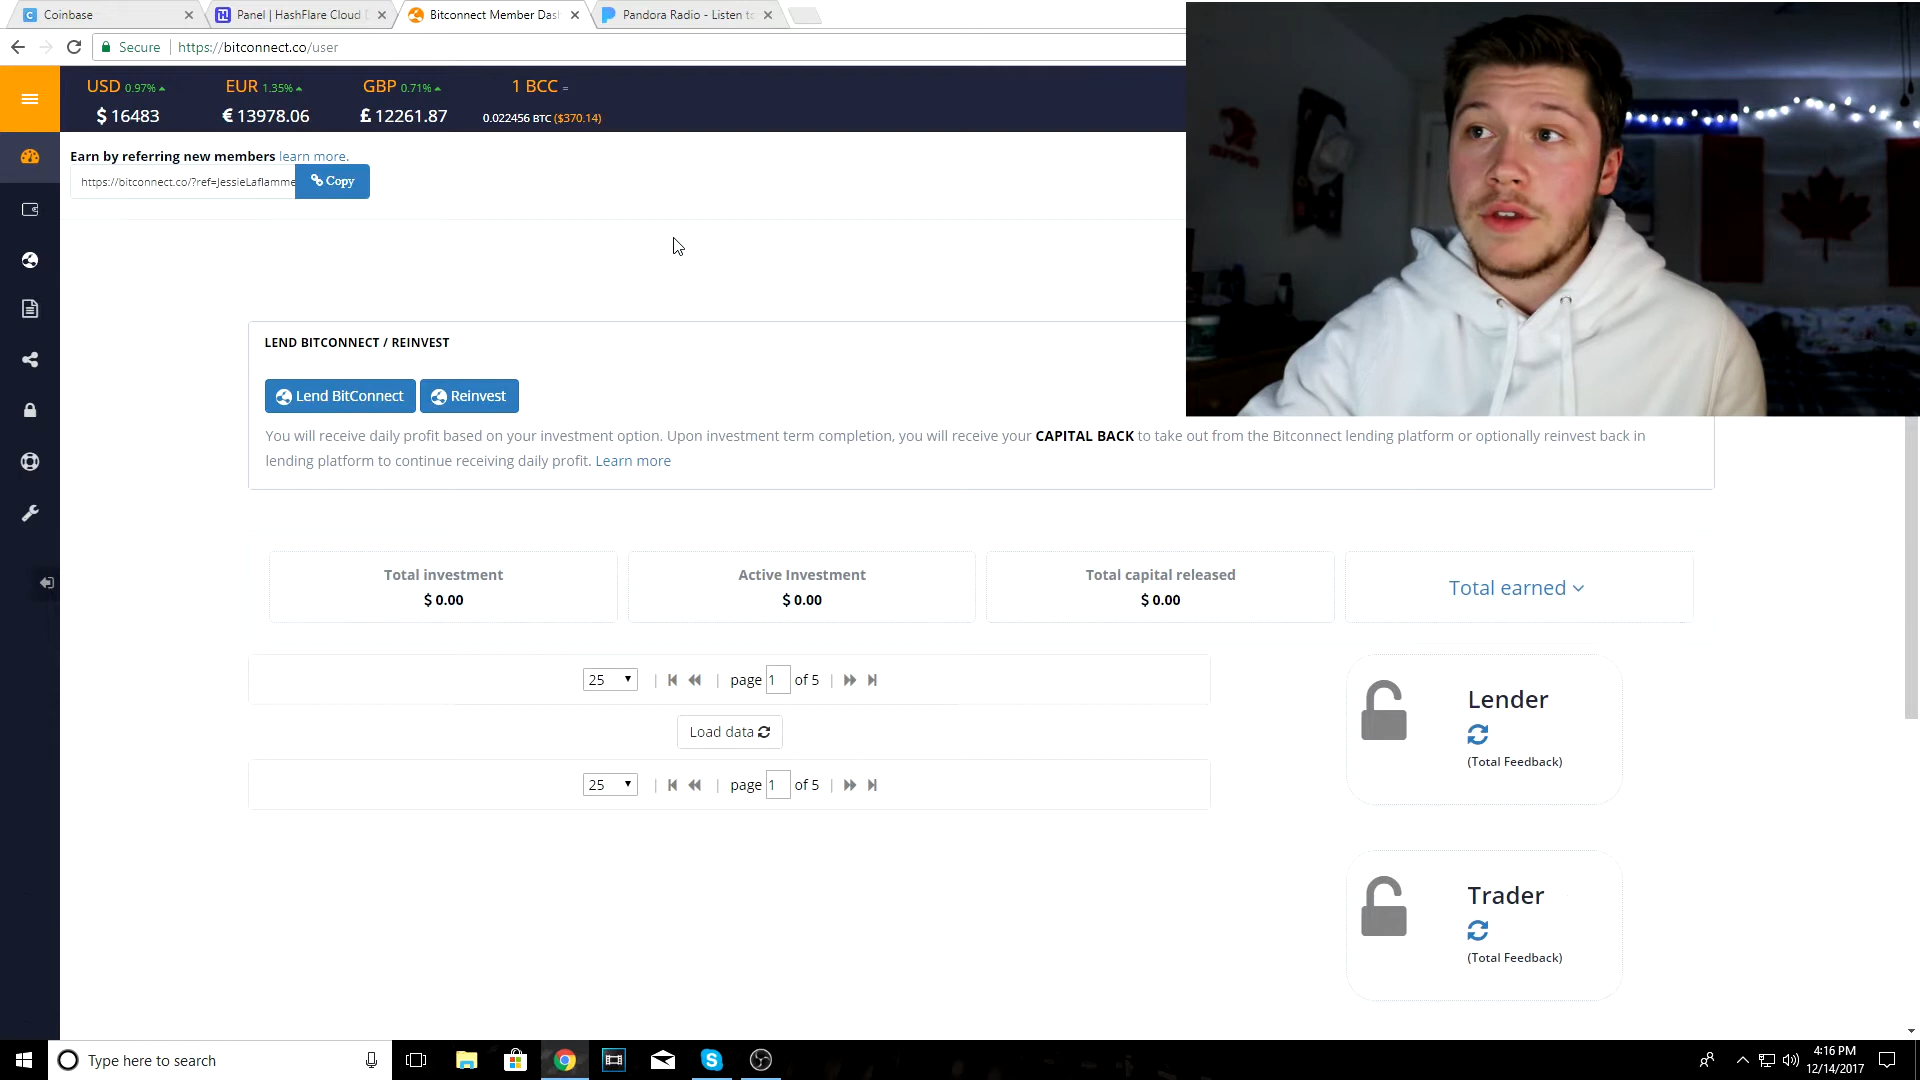 Coinbase
Panel | HashFlare Cloud
Bitconnect Member Das
Pandora Radio - Listen to
Secure
https://bitconnect.co/user
USD 0.97% EUR 1.35% GBP 0.71% 1 BCC =
$ 16483 € 13978.06 £ 12261.87 0.022456 BTC ($370.14)
Earn by referring new members learn more.
https://bitconnect.co/?ref=JessieLaflamme
Copy
LEND BITCONNECT / REINVEST
Lend BitConnect
Reinvest
You will receive daily profit based on your investment option. Upon investment term completion, you will receive your CAPITAL BACK to take out from the Bitconnect lending platform or optionally reinvest back in
lending platform to continue receiving daily profit. Learn more
Total investment
$ 0.00
Active Investment
$ 0.00
Total capital released
$ 0.00
Total earned
25 | | page 1 of 5 |
Load data
25 | | page 1 of 5 |
Lender
(Total Feedback)
Trader
(Total Feedback)
Type here to search
4:16 PM
12/14/2017